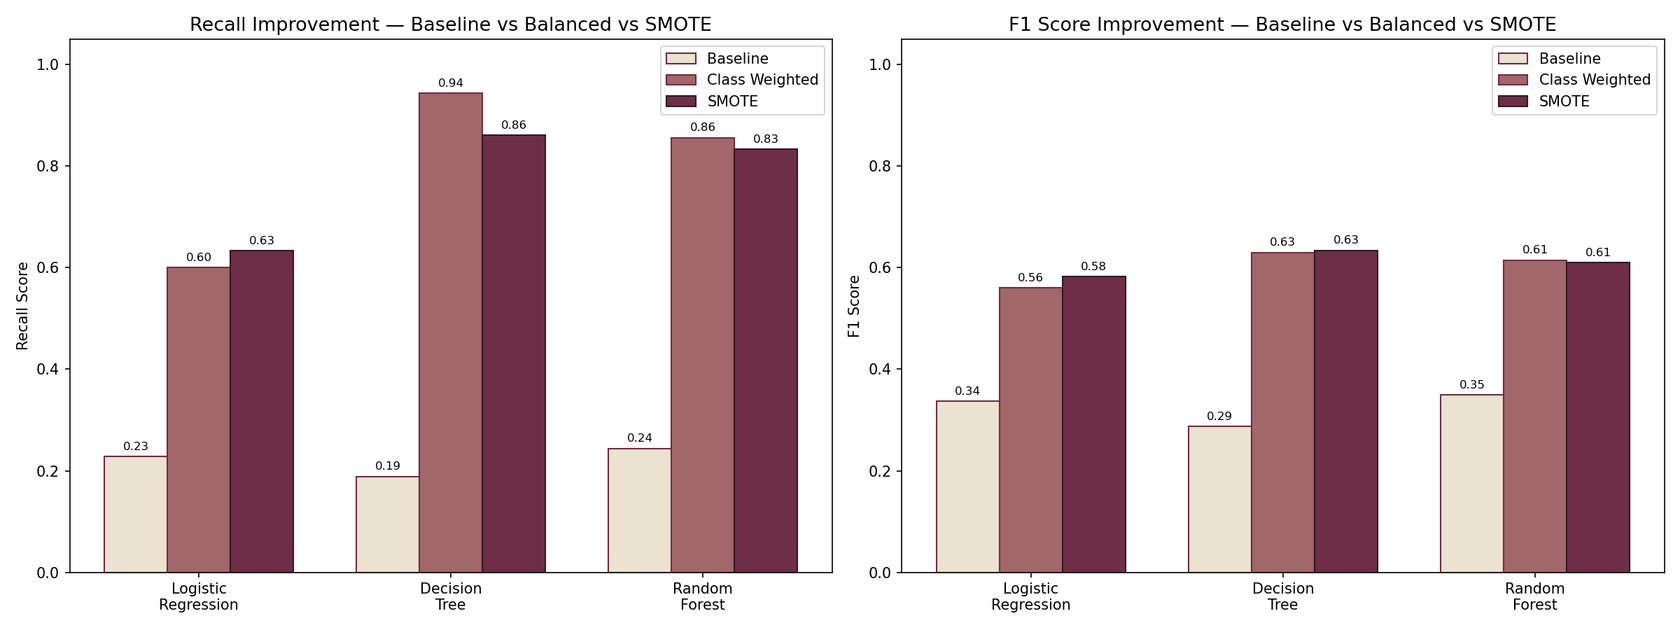 Recall Improvement — Baseline vs Balanced vs SMOTE
Recall Score
1.0
0.8
0.6
0.4
0.2
0.0
Baseline
Class Weighted
SMOTE
0.23
0.60
0.63
0.19
0.94
0.86
0.24
0.86
0.83
Logistic
Regression
Decision
Tree
Random
Forest
F1 Score Improvement — Baseline vs Balanced vs SMOTE
F1 Score
1.0
0.8
0.6
0.4
0.2
0.0
Baseline
Class Weighted
SMOTE
0.34
0.56
0.58
0.29
0.63
0.63
0.35
0.61
0.61
Logistic
Regression
Decision
Tree
Random
Forest